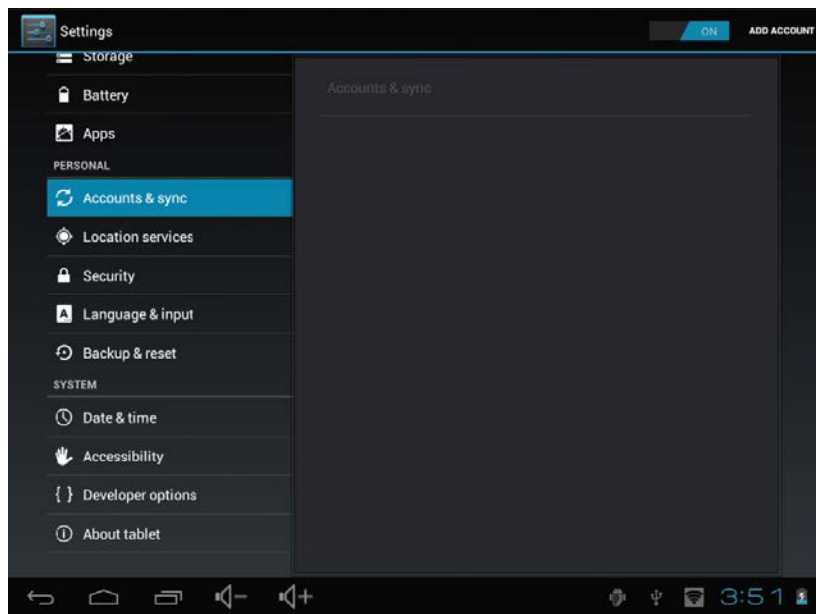 Settings
ON
ADD ACCOUNT
Storage
Battery
Apps
PERSONAL
Accounts & sync
Location services
Security
Language & input
Backup & reset
SYSTEM
Date & time
Accessibility
{ } Developer options
About tablet
Accounts & sync
3:51